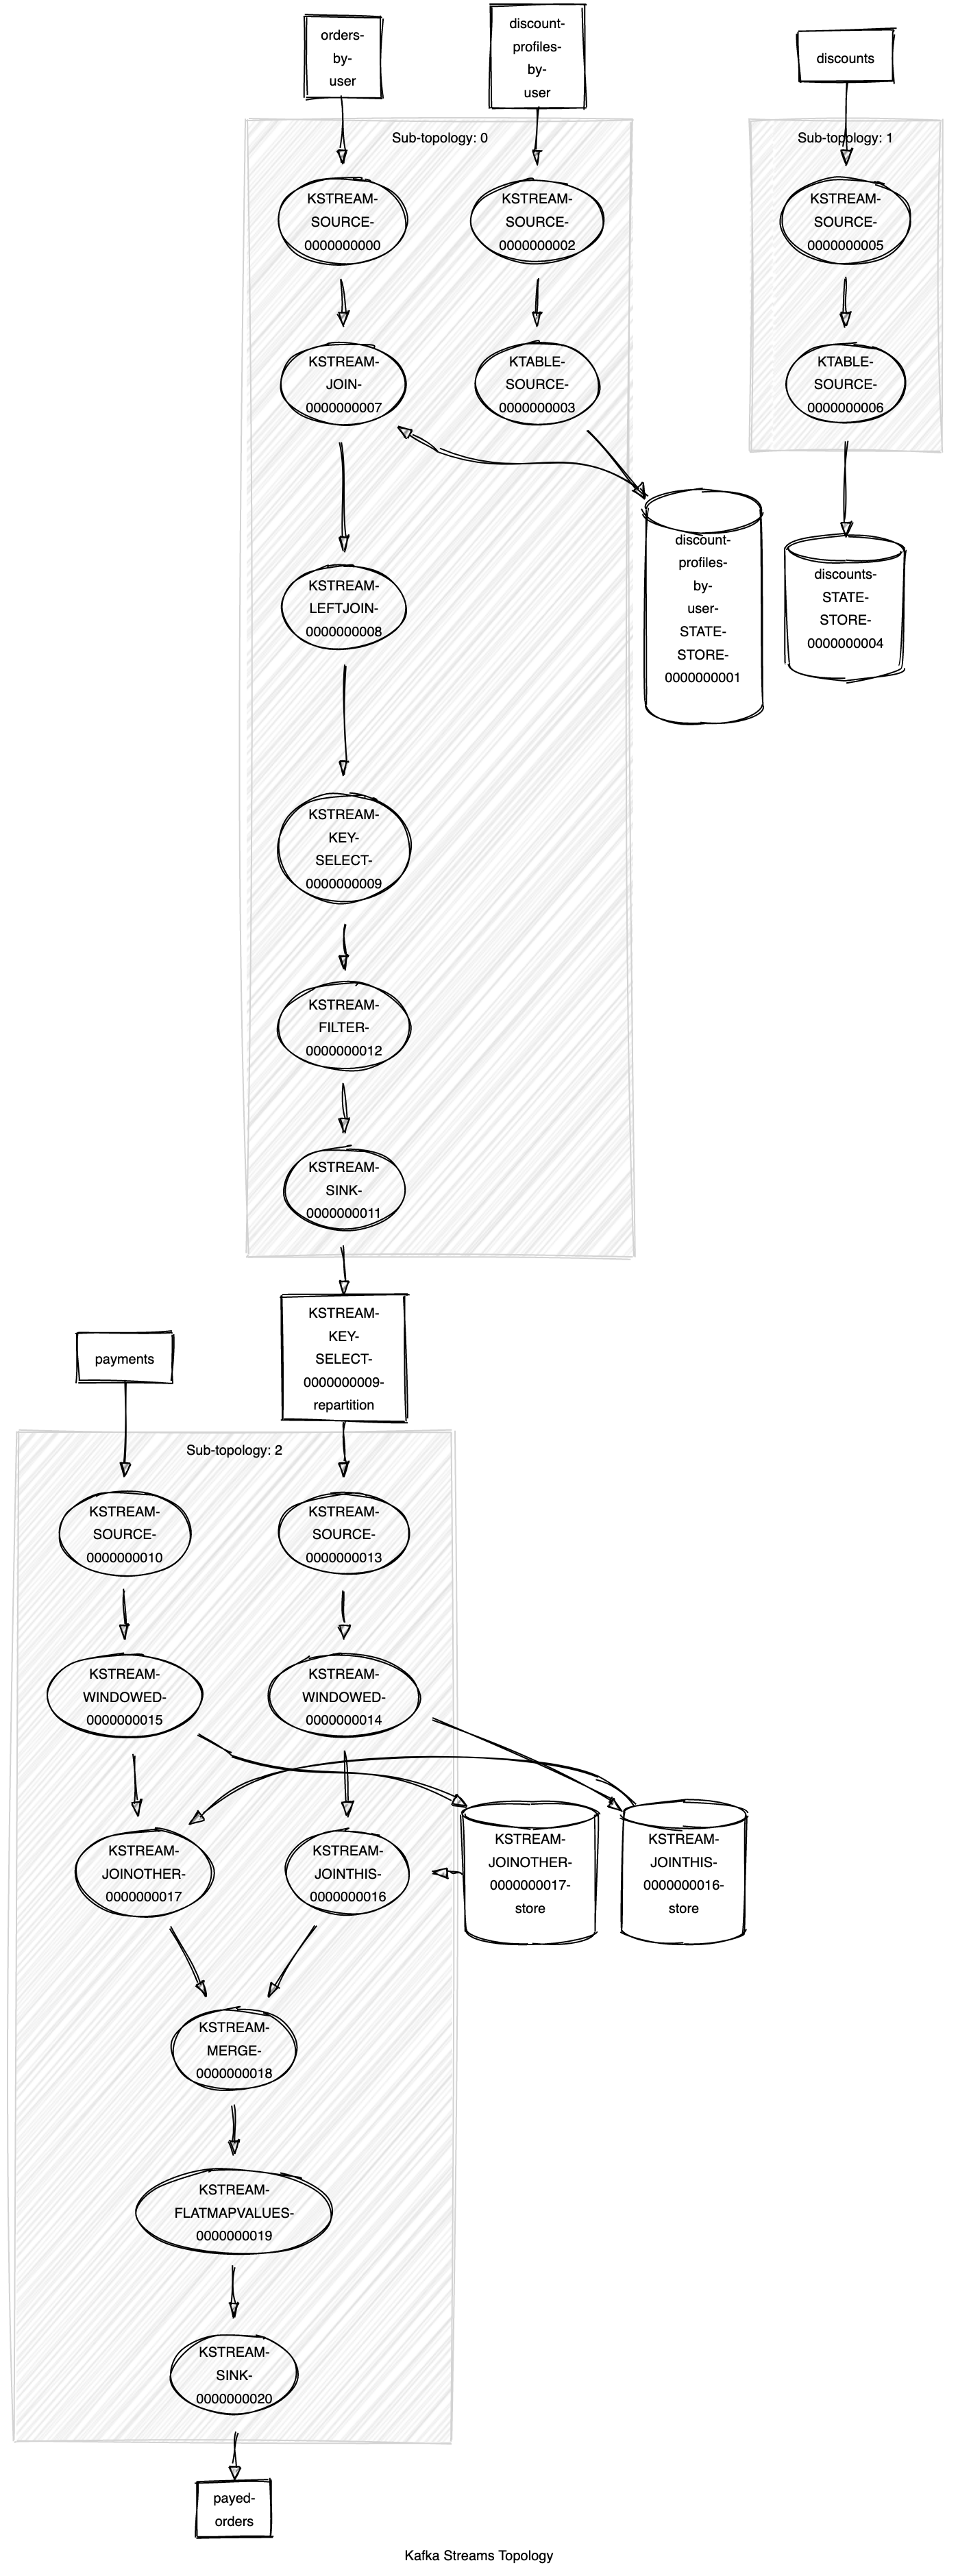 orders-
by-
user
discount-
profiles-
by-
user
discounts
Sub-topology: 0
Sub-topology: 1
KSTREAM-
SOURCE-
0000000000
KSTREAM-
SOURCE-
0000000002
KSTREAM-
SOURCE-
0000000005
KSTREAM-
JOIN-
0000000007
KTABLE-
SOURCE-
0000000003
KTABLE-
SOURCE-
0000000006
discount-
profiles-
by-
user-
STATE-
STORE-
0000000001
discounts-
STATE-
STORE-
0000000004
KSTREAM-
LEFTJOIN-
0000000008
KSTREAM-
KEY-
SELECT-
0000000009
KSTREAM-
FILTER-
0000000012
KSTREAM-
SINK-
0000000011
payments
KSTREAM-
KEY-
SELECT-
0000000009-
repartition
Sub-topology: 2
KSTREAM-
SOURCE-
0000000010
KSTREAM-
SOURCE-
0000000013
KSTREAM-
WINDOWED-
0000000015
KSTREAM-
WINDOWED-
0000000014
KSTREAM-
JOINOTHER-
0000000017
KSTREAM-
JOINTHIS-
0000000016
KSTREAM-
JOINOTHER-
0000000017-
store
KSTREAM-
JOINTHIS-
0000000016-
store
KSTREAM-
MERGE-
0000000018
KSTREAM-
FLATMAPVALUES-
0000000019
KSTREAM-
SINK-
0000000020
payed-
orders
Kafka Streams Topology